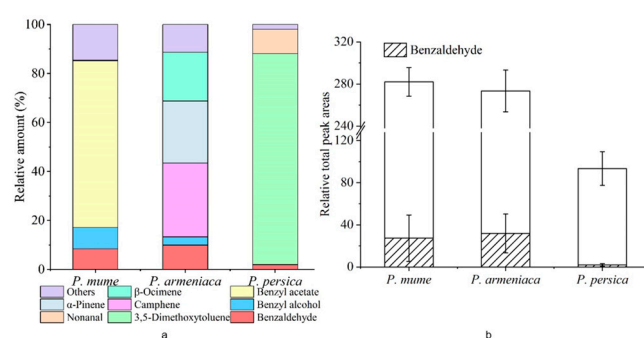 100
80
60
40
20
0
Relative amount (%)
P. mume P. armeniaca P. persica
Others β-Ocimene Benzyl acetate
α-Pinene Camphene Benzyl alcohol
Nonanal 3,5-Dimethoxytoluene Benzaldehyde
a
320
280
240
120
80
40
0
Relative total peak areas
Benzaldehyde
P. mume P. armeniaca P. persica
b